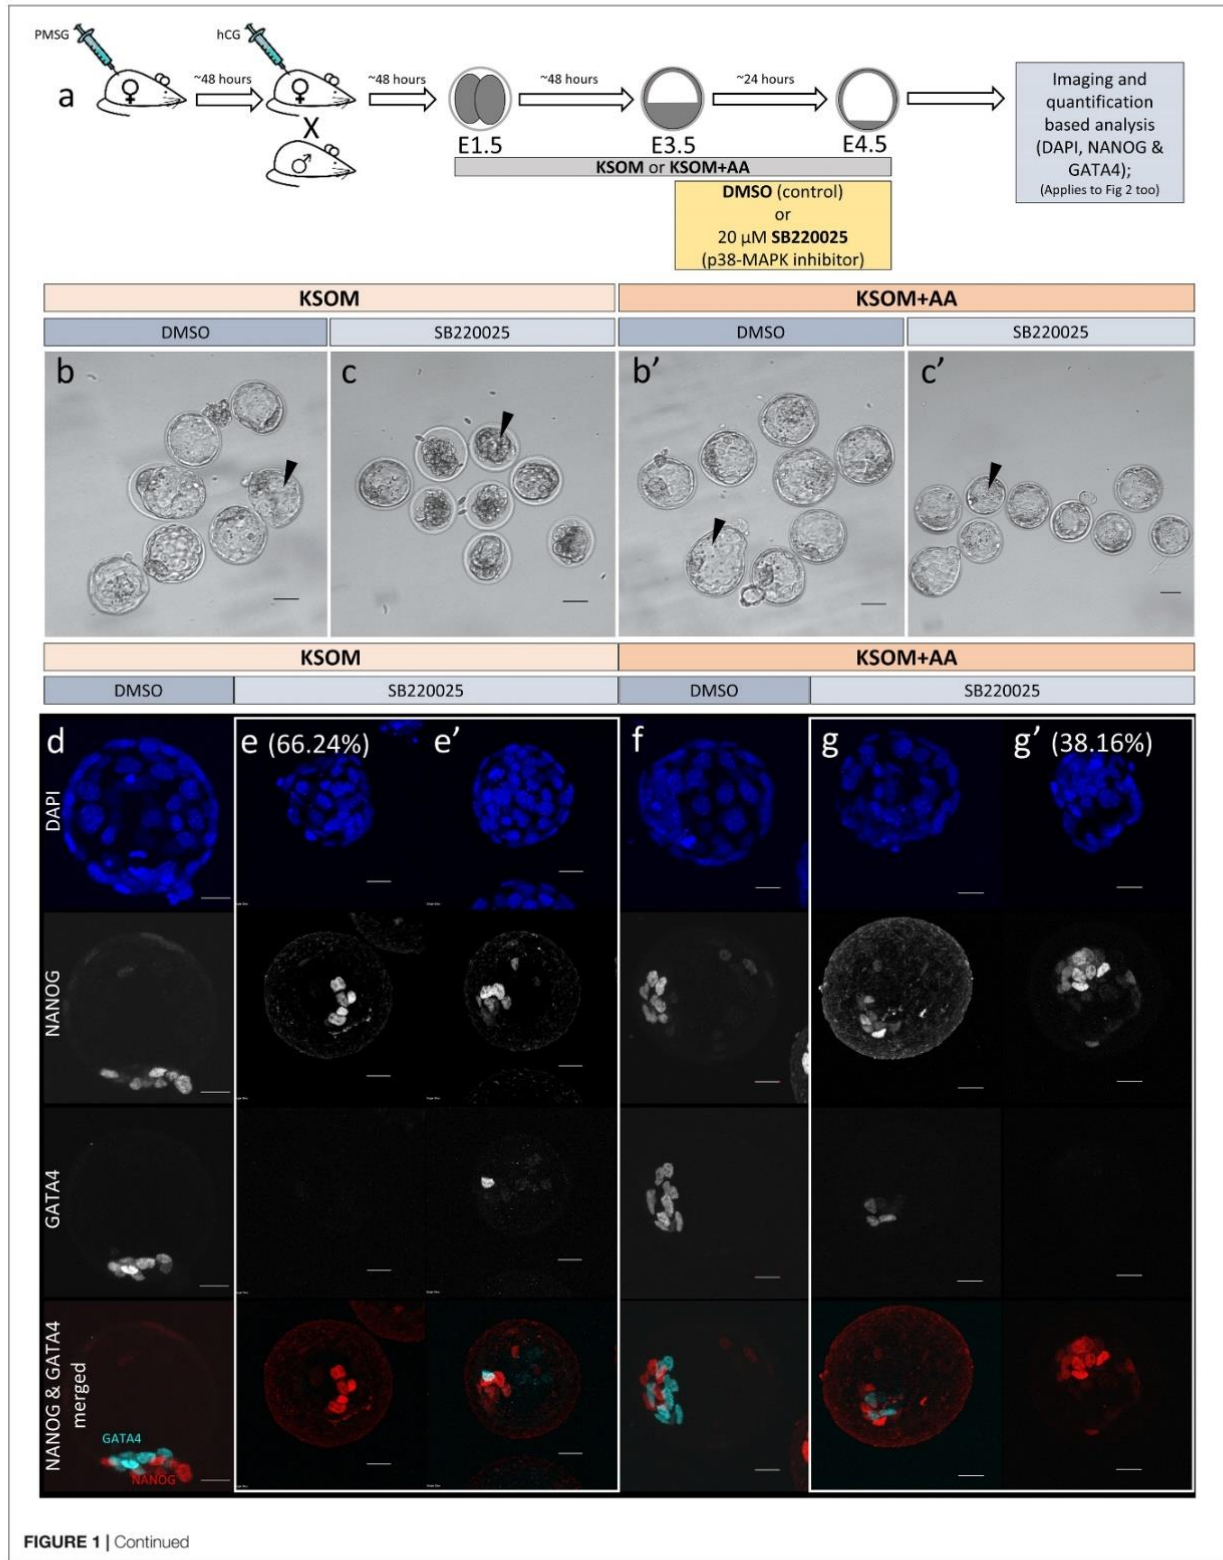 PMSG
hCG
a
~48 hours
~48 hours
~48 hours
~24 hours
X
E1.5
E3.5
E4.5
Imaging and
quantification
based analysis
(DAPI, NANOG &
GATA4);
(Applies to Fig 2 too)
KSOM or KSOM+AA
DMSO (control)
or
20 µM SB220025
(p38-MAPK inhibitor)
KSOM
KSOM+AA
DMSO
SB220025
DMSO
SB220025
b
c
b’
c’
KSOM
KSOM+AA
DMSO
SB220025
DMSO
SB220025
d
e (66.24%)
e’
f
g
g’ (38.16%)
DAPI
NANOG
GATA4
NANOG & GATA4
merged
GATA4
NANOG
FIGURE 1 | Continued